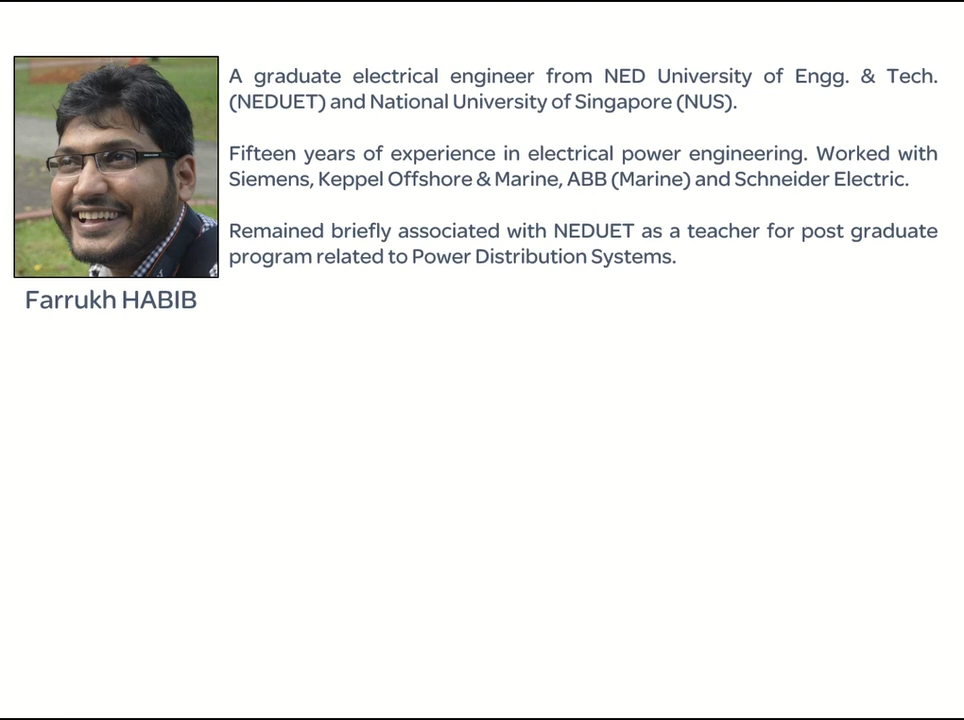 A graduate electrical engineer from NED University of Engg. & Tech.
(NEDUET) and National University of Singapore (NUS).
Fifteen years of experience in electrical power engineering. Worked with
Siemens, Keppel Offshore & Marine, ABB (Marine) and Schneider Electric.
Remained briefly associated with NEDUET as a teacher for post graduate
program related to Power Distribution Systems.
Farrukh HABIB